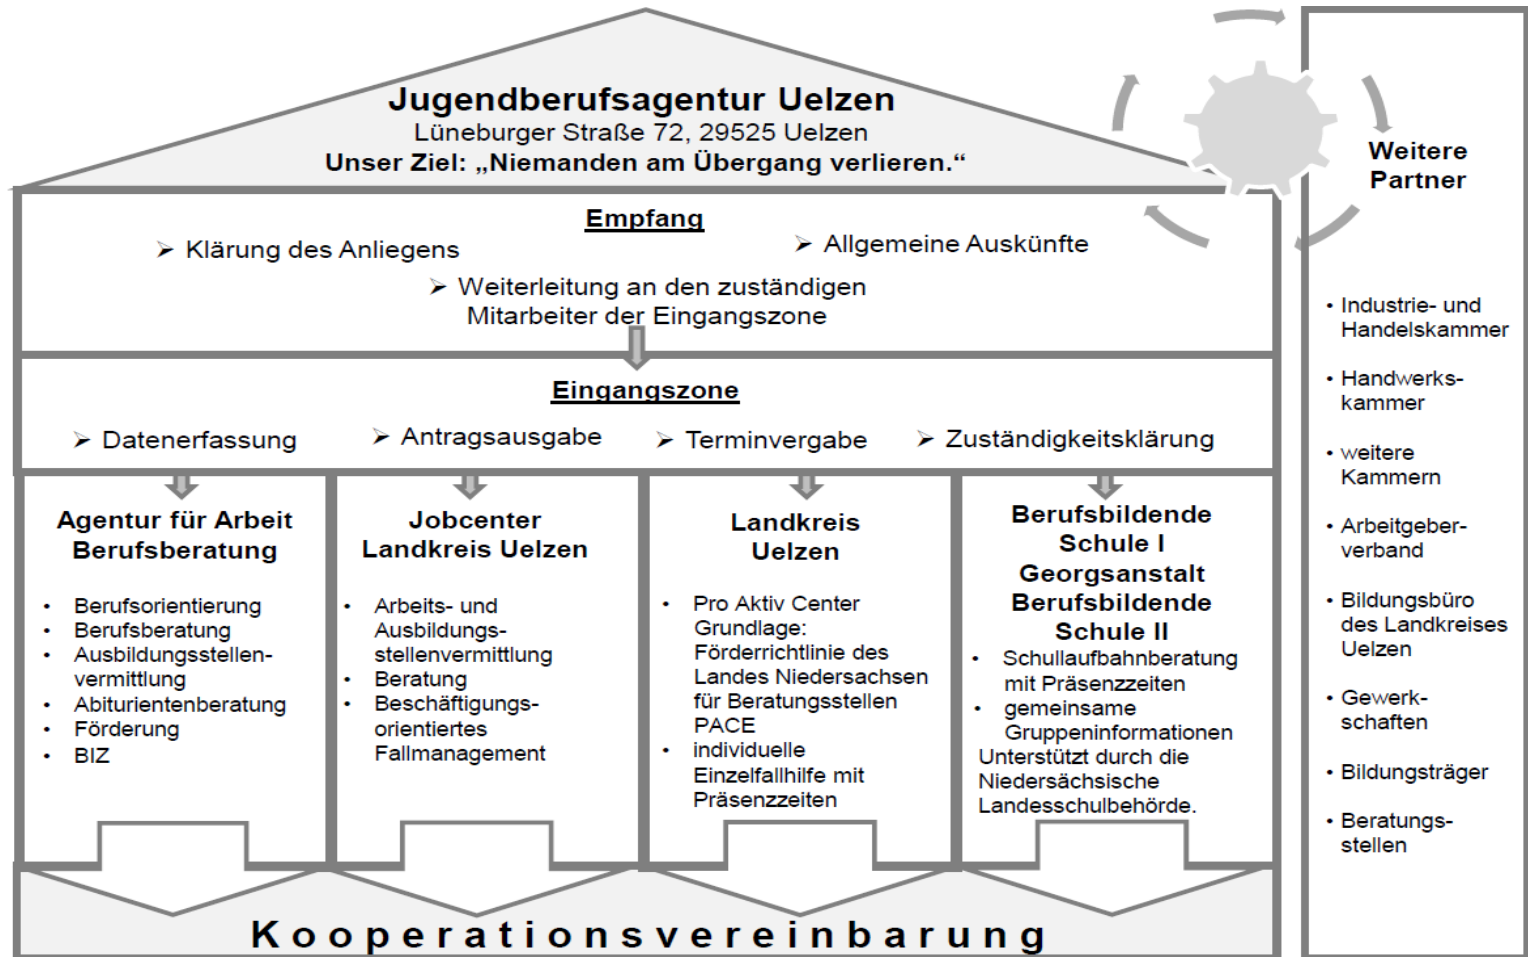 Jugendberufsagentur Uelzen
Lüneburger Straße 72, 29525 Uelzen
Unser Ziel: „Niemanden am Übergang verlieren.“
Empfang
➢ Klärung des Anliegens
➢ Allgemeine Auskünfte
➢ Weiterleitung an den zuständigen
Mitarbeiter der Eingangszone
Eingangszone
➢ Datenerfassung
➢ Antragsausgabe
➢ Terminvergabe
➢ Zuständigkeitsklärung
Agentur für Arbeit
Berufsberatung
• Berufsorientierung
• Berufsberatung
• Ausbildungsstellen-
vermittlung
• Abiturientenberatung
• Förderung
• BIZ
Jobcenter
Landkreis Uelzen
• Arbeits- und
Ausbildungs-
stellenvermittlung
• Beratung
• Beschäftigungs-
orientiertes
Fallmanagement
Landkreis
Uelzen
• Pro Aktiv Center
Grundlage:
Förderrichtlinie des
Landes Niedersachsen
für Beratungsstellen
PACE
• individuelle
Einzelfallhilfe mit
Präsenzzeiten
Berufsbildende
Schule I
Georgsanstalt
Berufsbildende
Schule II
• Schullaufbahnberatung
mit Präsenzzeiten
• gemeinsame
Gruppeninformationen
Unterstützt durch die
Niedersächsische
Landesschulbehörde.
Kooperationsvereinbarung
Weitere
Partner
• Industrie- und
Handelskammer
• Handwerks-
kammer
• weitere
Kammern
• Arbeitgeber-
verband
• Bildungsbüro
des Landkreises
Uelzen
• Gewerk-
schaften
• Bildungsträger
• Beratungs-
stellen